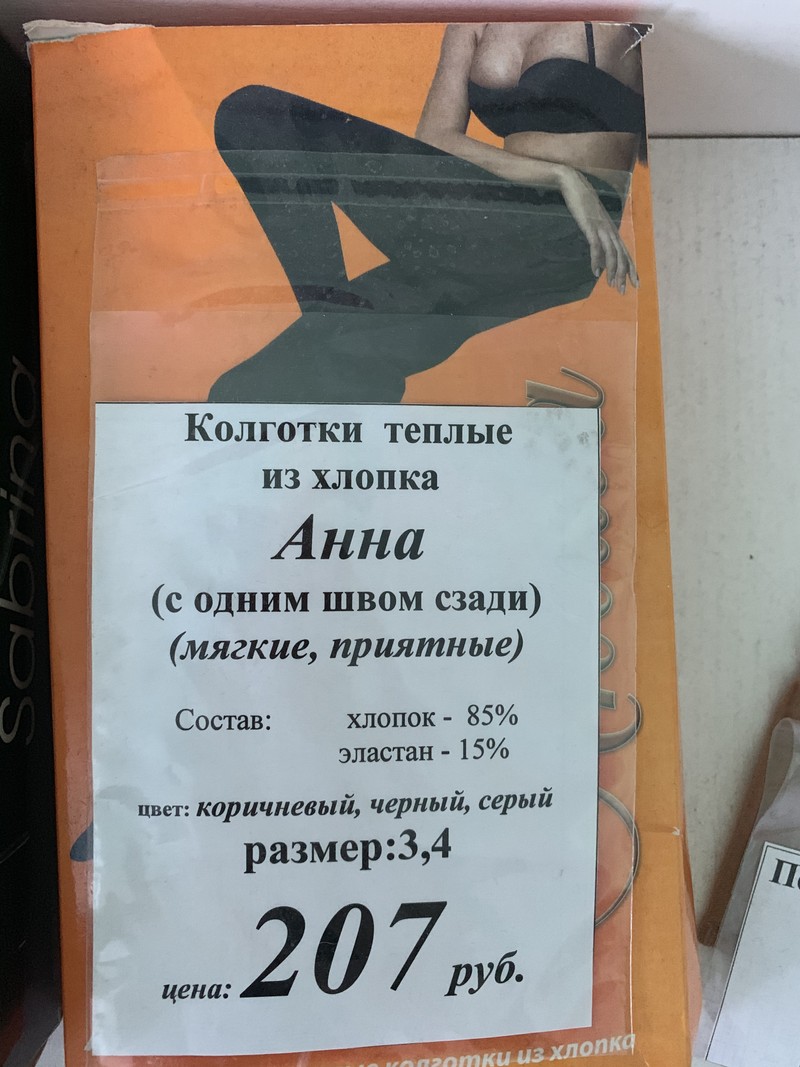 Колготки теплые
из хлопка
Анна
(с одним швом сзади)
(мягкие, приятные)
Состав: хлопок - 85%
эластан - 15%
цвет: коричневый, черный, серый
размер:3,4
цена: 207 руб.
колготки из хлопка
Sabrina